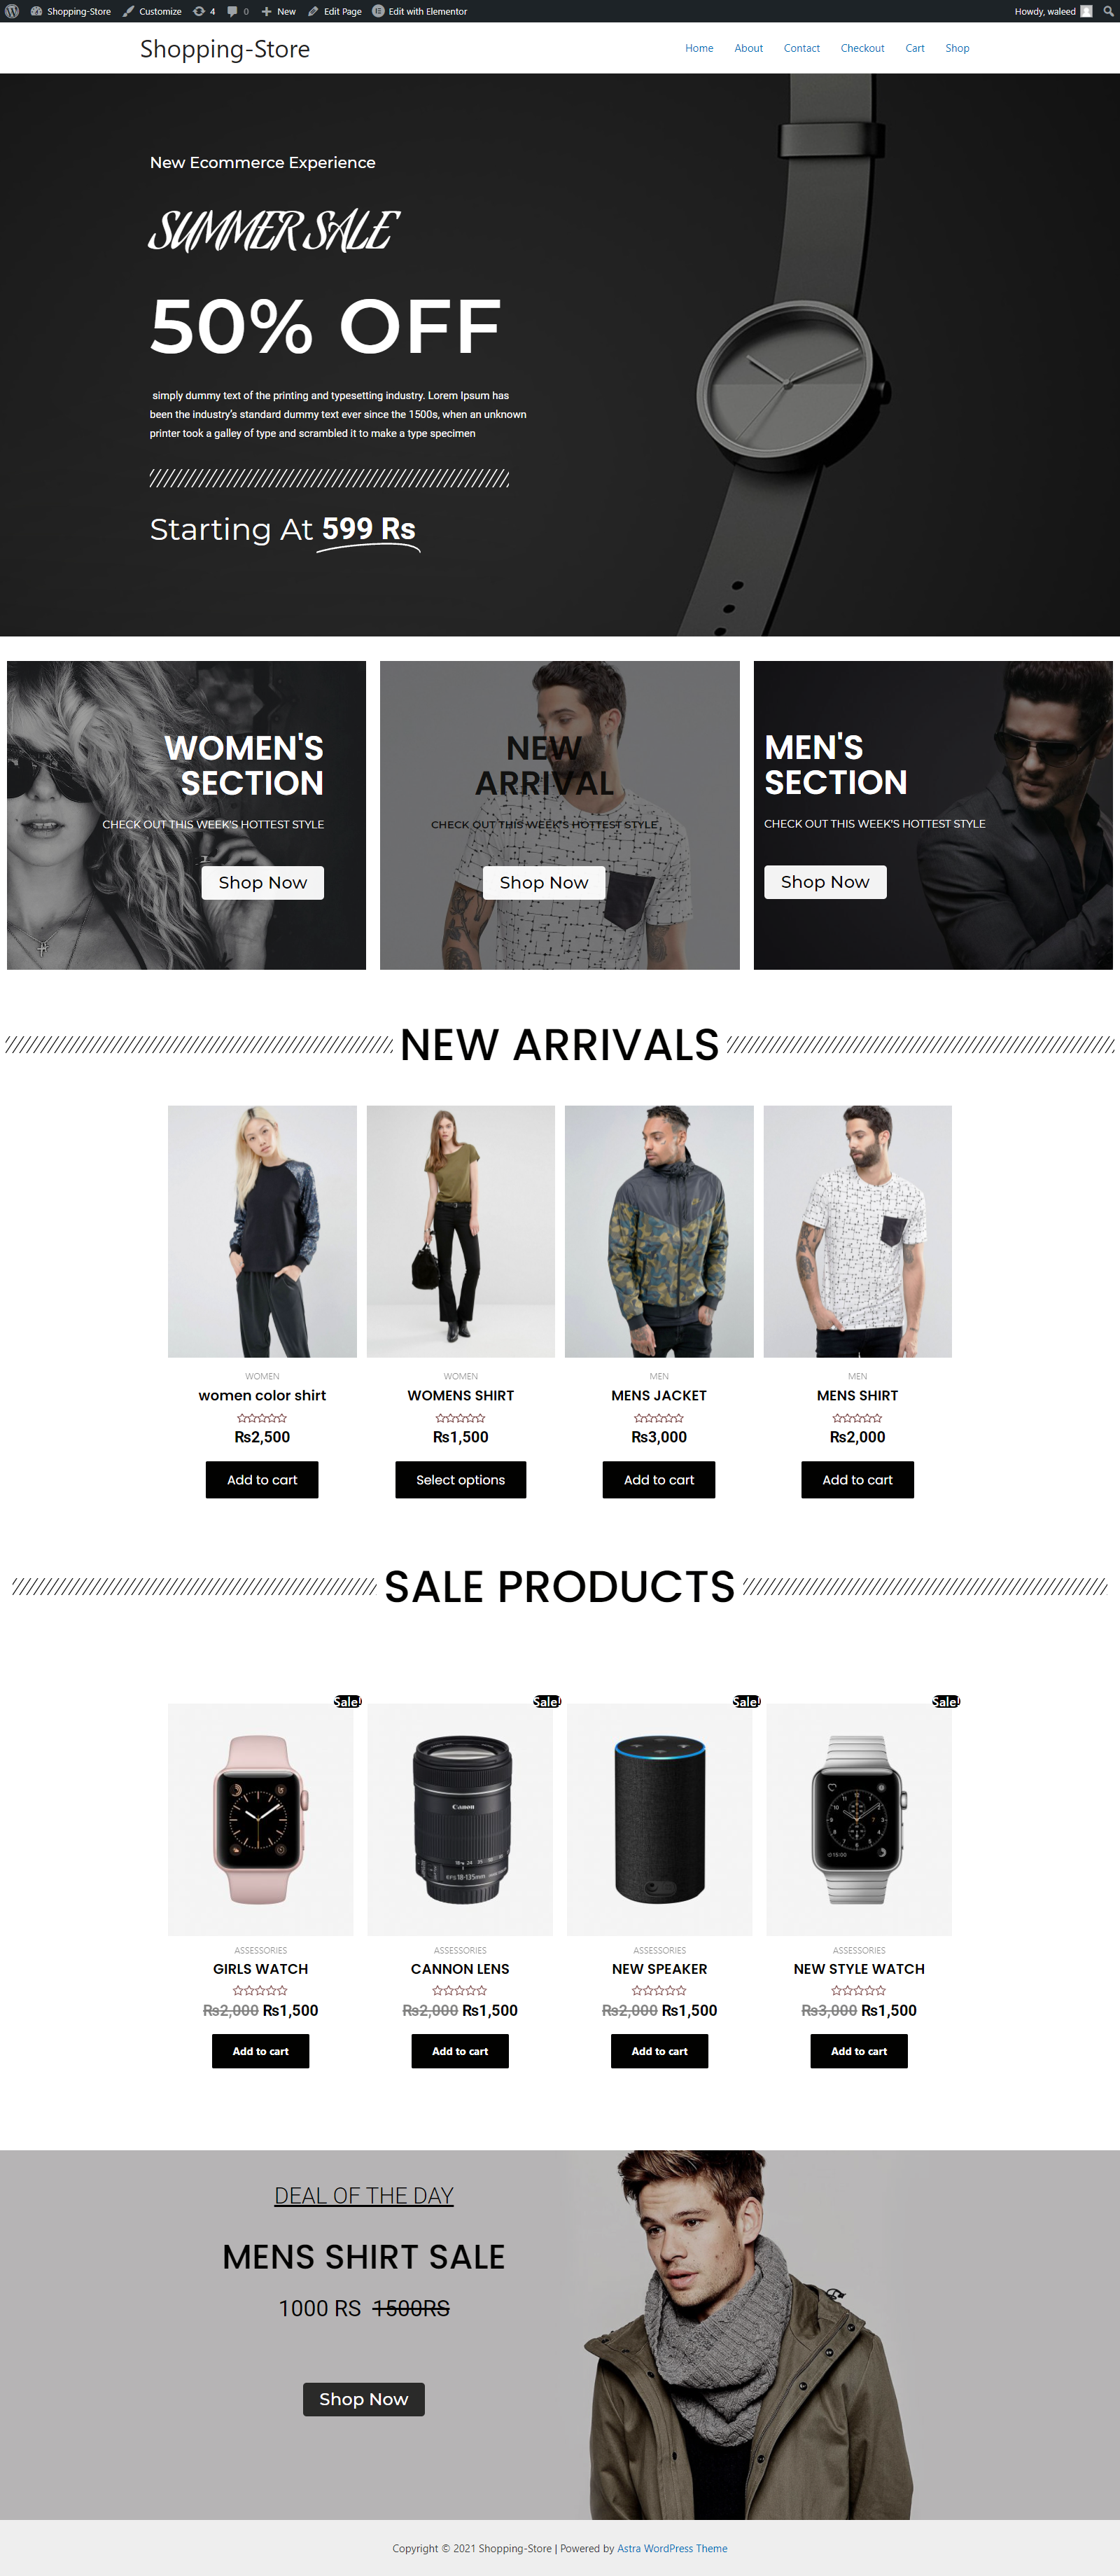 Shopping-Store Customize 4 0 New Edit Page Edit with Elementor Howdy, waleed
Shopping-Store
Home About Contact Checkout Cart Shop
New Ecommerce Experience
SUMMER SALE
50% OFF
simply dummy text of the printing and typesetting industry. Lorem Ipsum has
been the industry's standard dummy text ever since the 1500s, when an unknown
printer took a galley of type and scrambled it to make a type specimen
Starting At 599 Rs
WOMEN'S
SECTION
CHECK OUT THIS WEEK'S HOTTEST STYLE
Shop Now
NEW
ARRIVAL
CHECK OUT THIS WEEK'S HOTTEST STYLE
Shop Now
MEN'S
SECTION
CHECK OUT THIS WEEK'S HOTTEST STYLE
Shop Now
NEW ARRIVALS
WOMEN
women color shirt
₨2,500
Add to cart
WOMEN
WOMENS SHIRT
₨1,500
Select options
MEN
MENS JACKET
₨3,000
Add to cart
MEN
MENS SHIRT
₨2,000
Add to cart
SALE PRODUCTS
Sale!
ASSESSORIES
GIRLS WATCH
₨2,000 ₨1,500
Add to cart
Sale!
Canon
EFS 18-135mm
ASSESSORIES
CANNON LENS
₨2,000 ₨1,500
Add to cart
Sale!
ASSESSORIES
NEW SPEAKER
₨2,000 ₨1,500
Add to cart
Sale!
ASSESSORIES
NEW STYLE WATCH
₨3,000 ₨1,500
Add to cart
DEAL OF THE DAY
MENS SHIRT SALE
1000 RS 1500RS
Shop Now
Copyright © 2021 Shopping-Store | Powered by Astra WordPress Theme